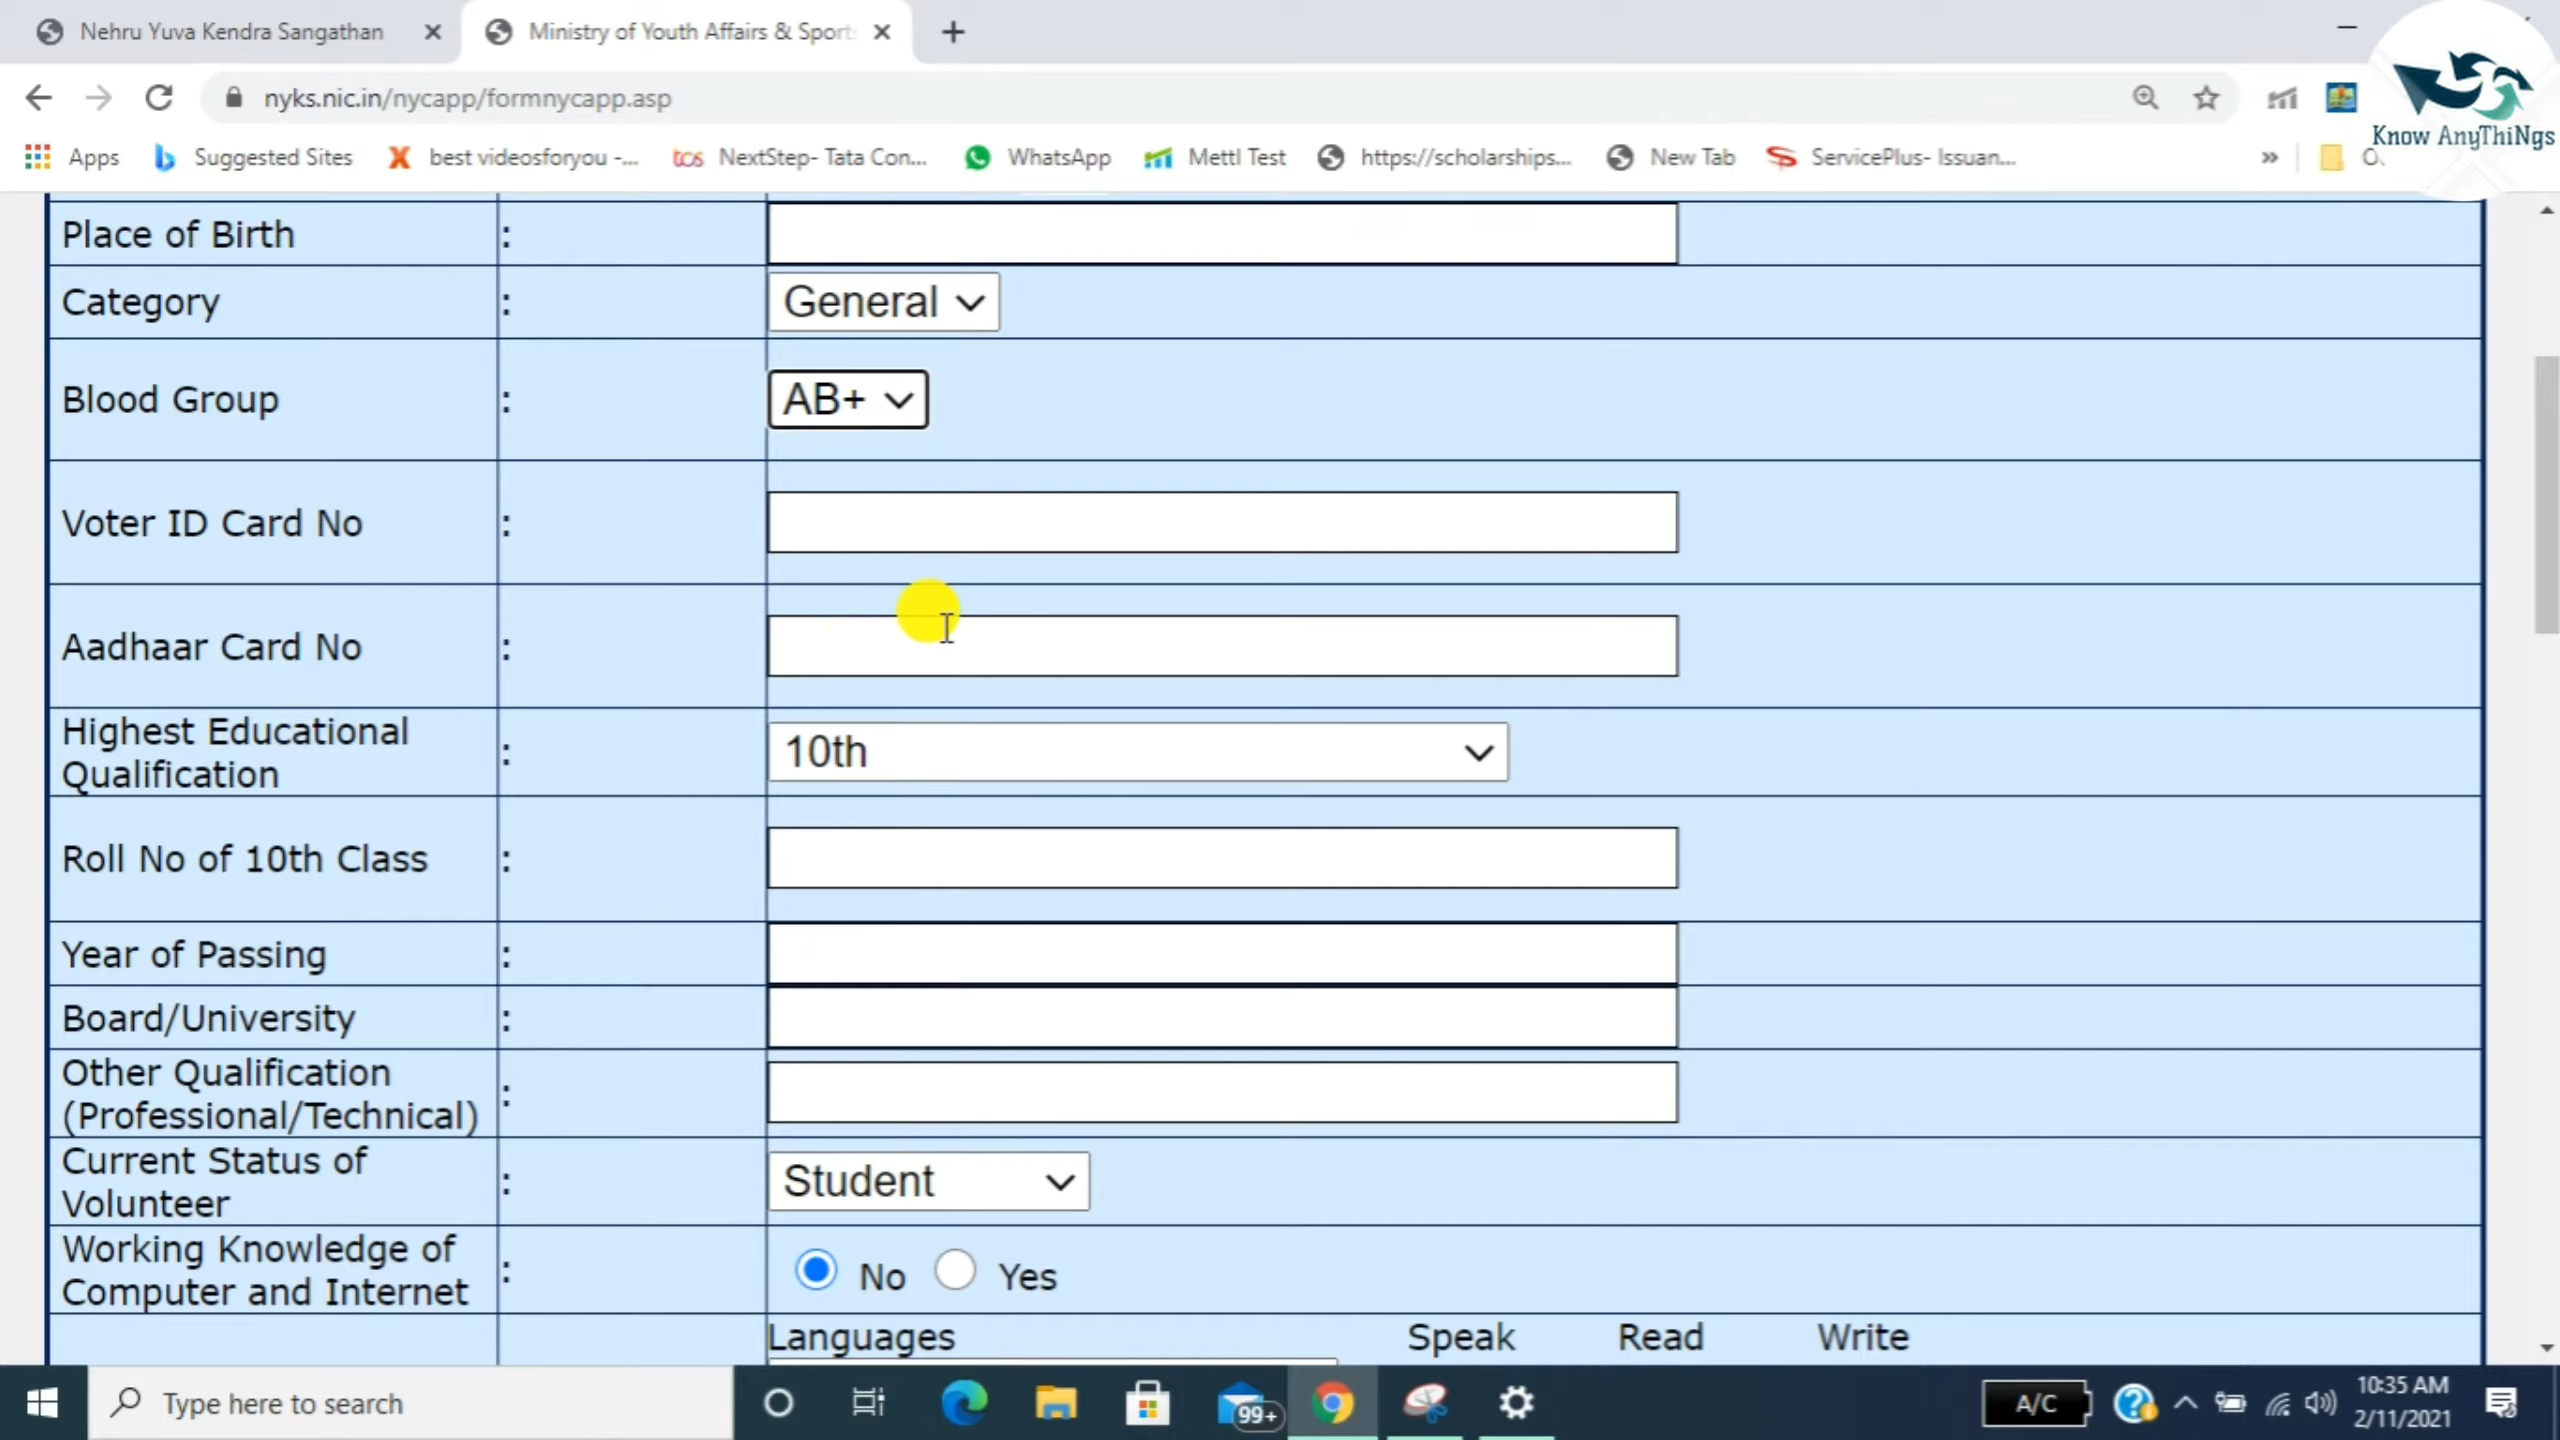 Nehru Yuva Kendra Sangathan
Ministry of Youth Affairs & Sport
nyks.nic.in/nycapp/formnycapp.asp
Know AnyThiNgs
Apps Suggested Sites best videosforyou -... tcs NextStep- Tata Con... WhatsApp Mettl Test https://scholarships... New Tab ServicePlus- Issuan... »
Place of Birth :
Category : General
Blood Group : AB+
Voter ID Card No :
Aadhaar Card No :
Highest Educational
Qualification : 10th
Roll No of 10th Class :
Year of Passing :
Board/University :
Other Qualification
(Professional/Technical) :
Current Status of
Volunteer : Student
Working Knowledge of
Computer and Internet : No Yes
Languages Speak Read Write
Type here to search
99+
A/C
10:35 AM
2/11/2021